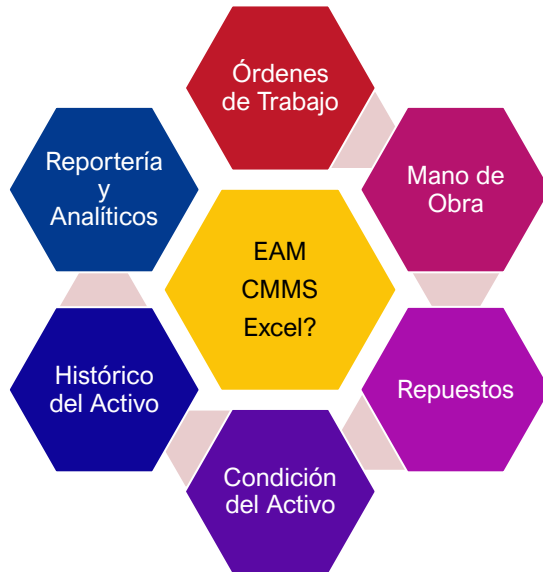 Órdenes
de Trabajo
Mano de
Obra
Repuestos
Condición
del Activo
Histórico
del Activo
Reportería
y
Analíticos
EAM
CMMS
Excel?